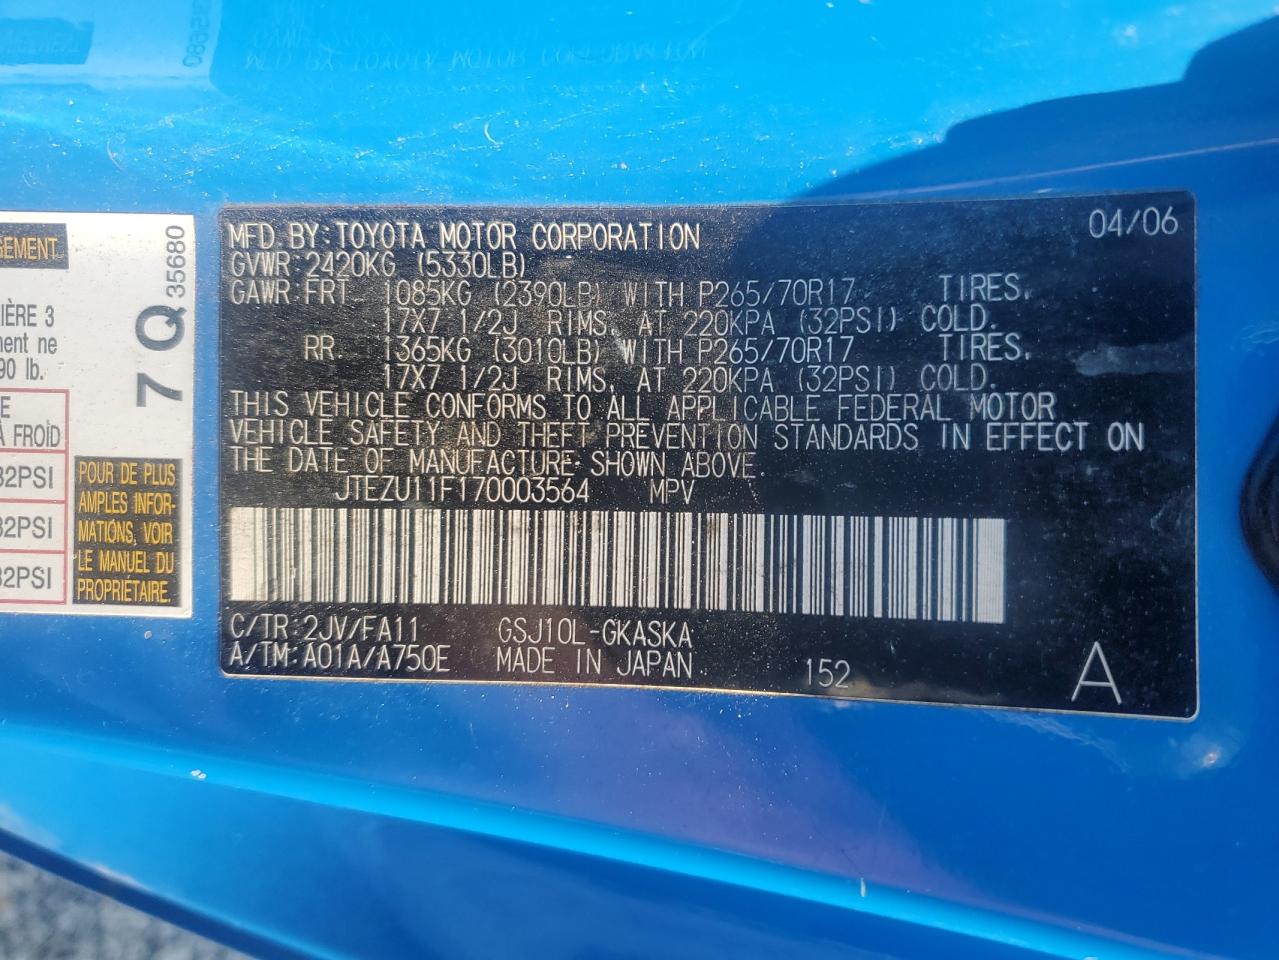 GEMENT
IÈRE 3
ment ne
90 lb.
E
À FROID
32PSI
32PSI
32PSI
7Q
35680
POUR DE PLUS
AMPLES INFOR-
MATIONS, VOIR
LE MANUEL DU
PROPRIÉTAIRE.
MFD. BY: TOYOTA MOTOR CORPORATION 04/06
GVWR: 2420KG (5330LB)
GAWR: FRT. 1085KG (2390LB) WITH P265/70R17 TIRES,
17X7 1/2J RIMS, AT 220KPA (32PSI) COLD.
RR. 1365KG (3010LB) WITH P265/70R17 TIRES,
17X7 1/2J RIMS, AT 220KPA (32PSI) COLD.
THIS VEHICLE CONFORMS TO ALL APPLICABLE FEDERAL MOTOR
VEHICLE SAFETY AND THEFT PREVENTION STANDARDS IN EFFECT ON
THE DATE OF MANUFACTURE SHOWN ABOVE.
JTEZU11F170003564 MPV
C/TR: 2JV/FA11 GSJ10L-GKASKA
A/TM: A01A/A750E MADE IN JAPAN 152 A